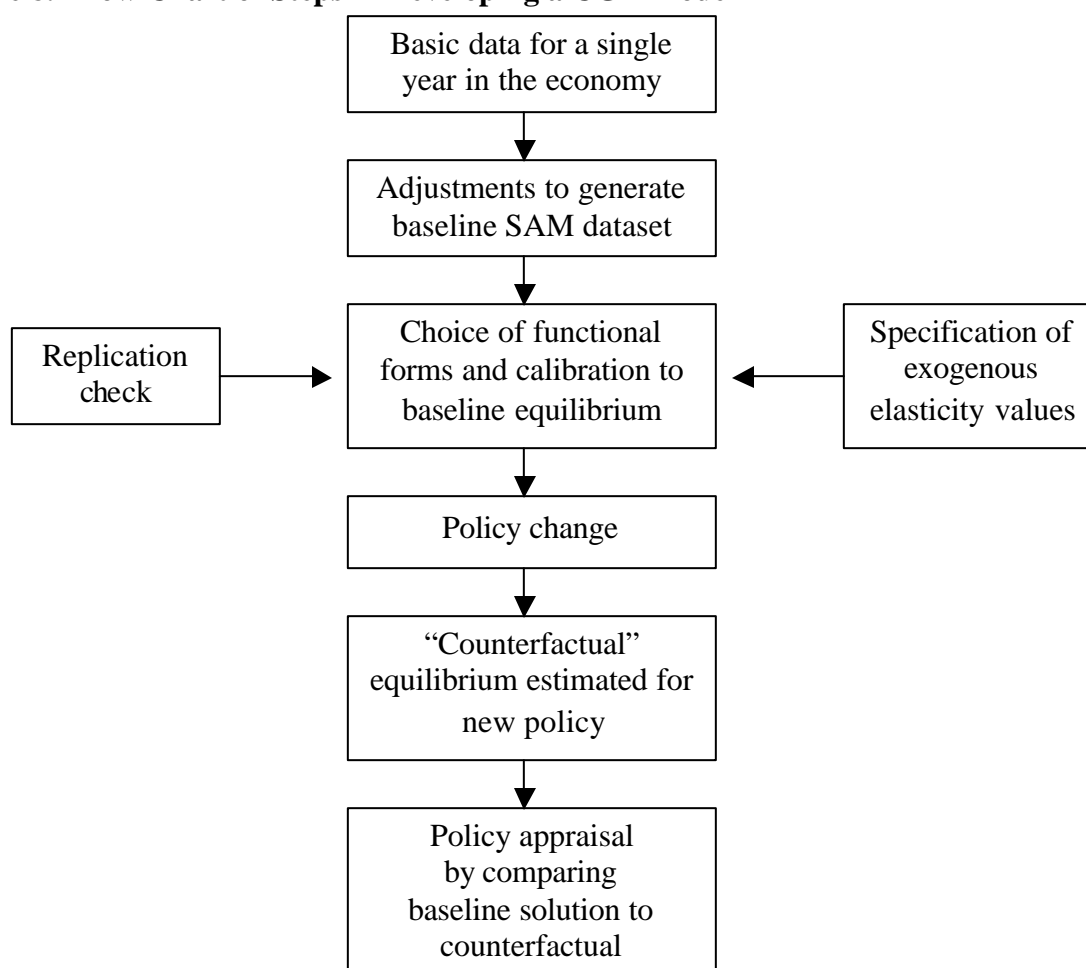 Basic data for a single
year in the economy
Adjustments to generate
baseline SAM dataset
Replication
check
Choice of functional
forms and calibration to
baseline equilibrium
Specification of
exogenous
elasticity values
Policy change
“Counterfactual”
equilibrium estimated for
new policy
Policy appraisal
by comparing
baseline solution to
counterfactual